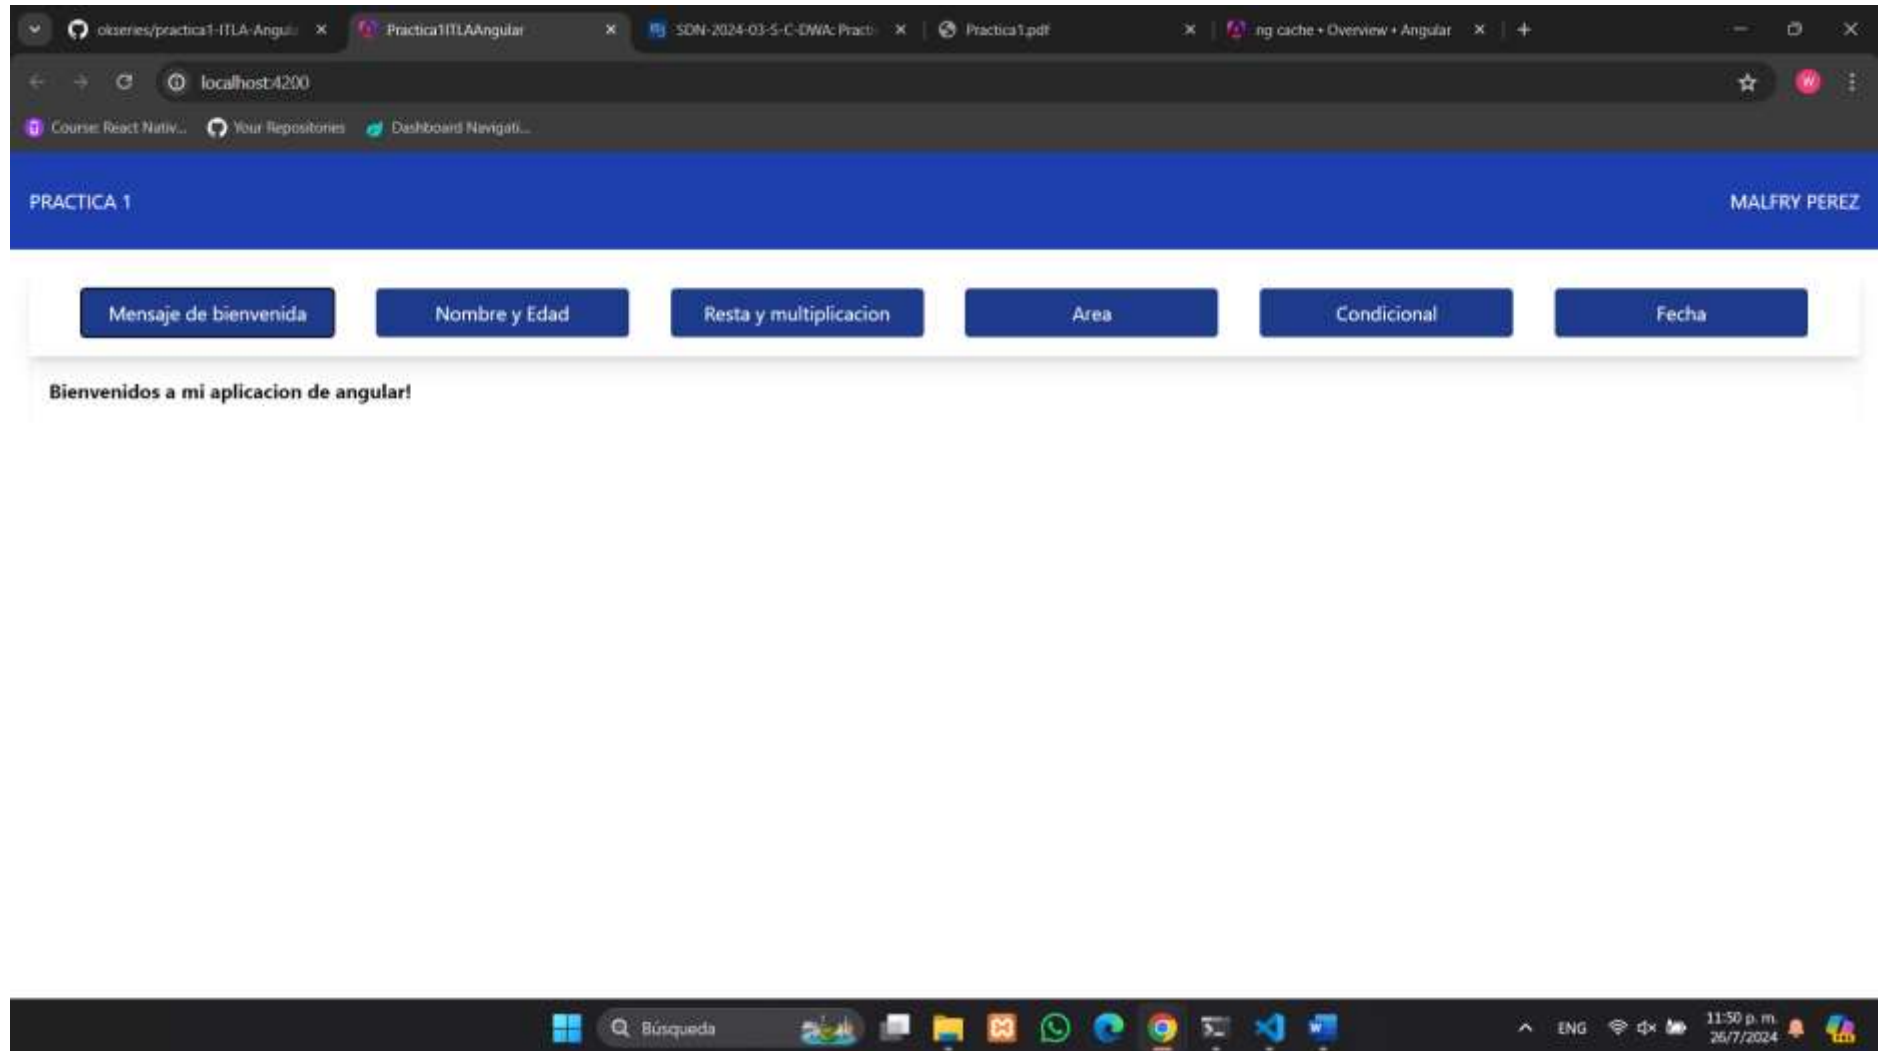 okseries/practica1-ITLA-Angul
Practica1ITLAAngular
SDN-2024-03-S-C-DWA: Practi
Practica1.pdf
ng cache • Overview • Angular
localhost:4200
W
Course: React Nativ...
Your Repositories
Dashboard Navigati...
PRACTICA 1
MALFRY PEREZ
Mensaje de bienvenida
Nombre y Edad
Resta y multiplicacion
Area
Condicional
Fecha
Bienvenidos a mi aplicacion de angular!
Búsqueda
ENG
11:50 p. m.
26/7/2024